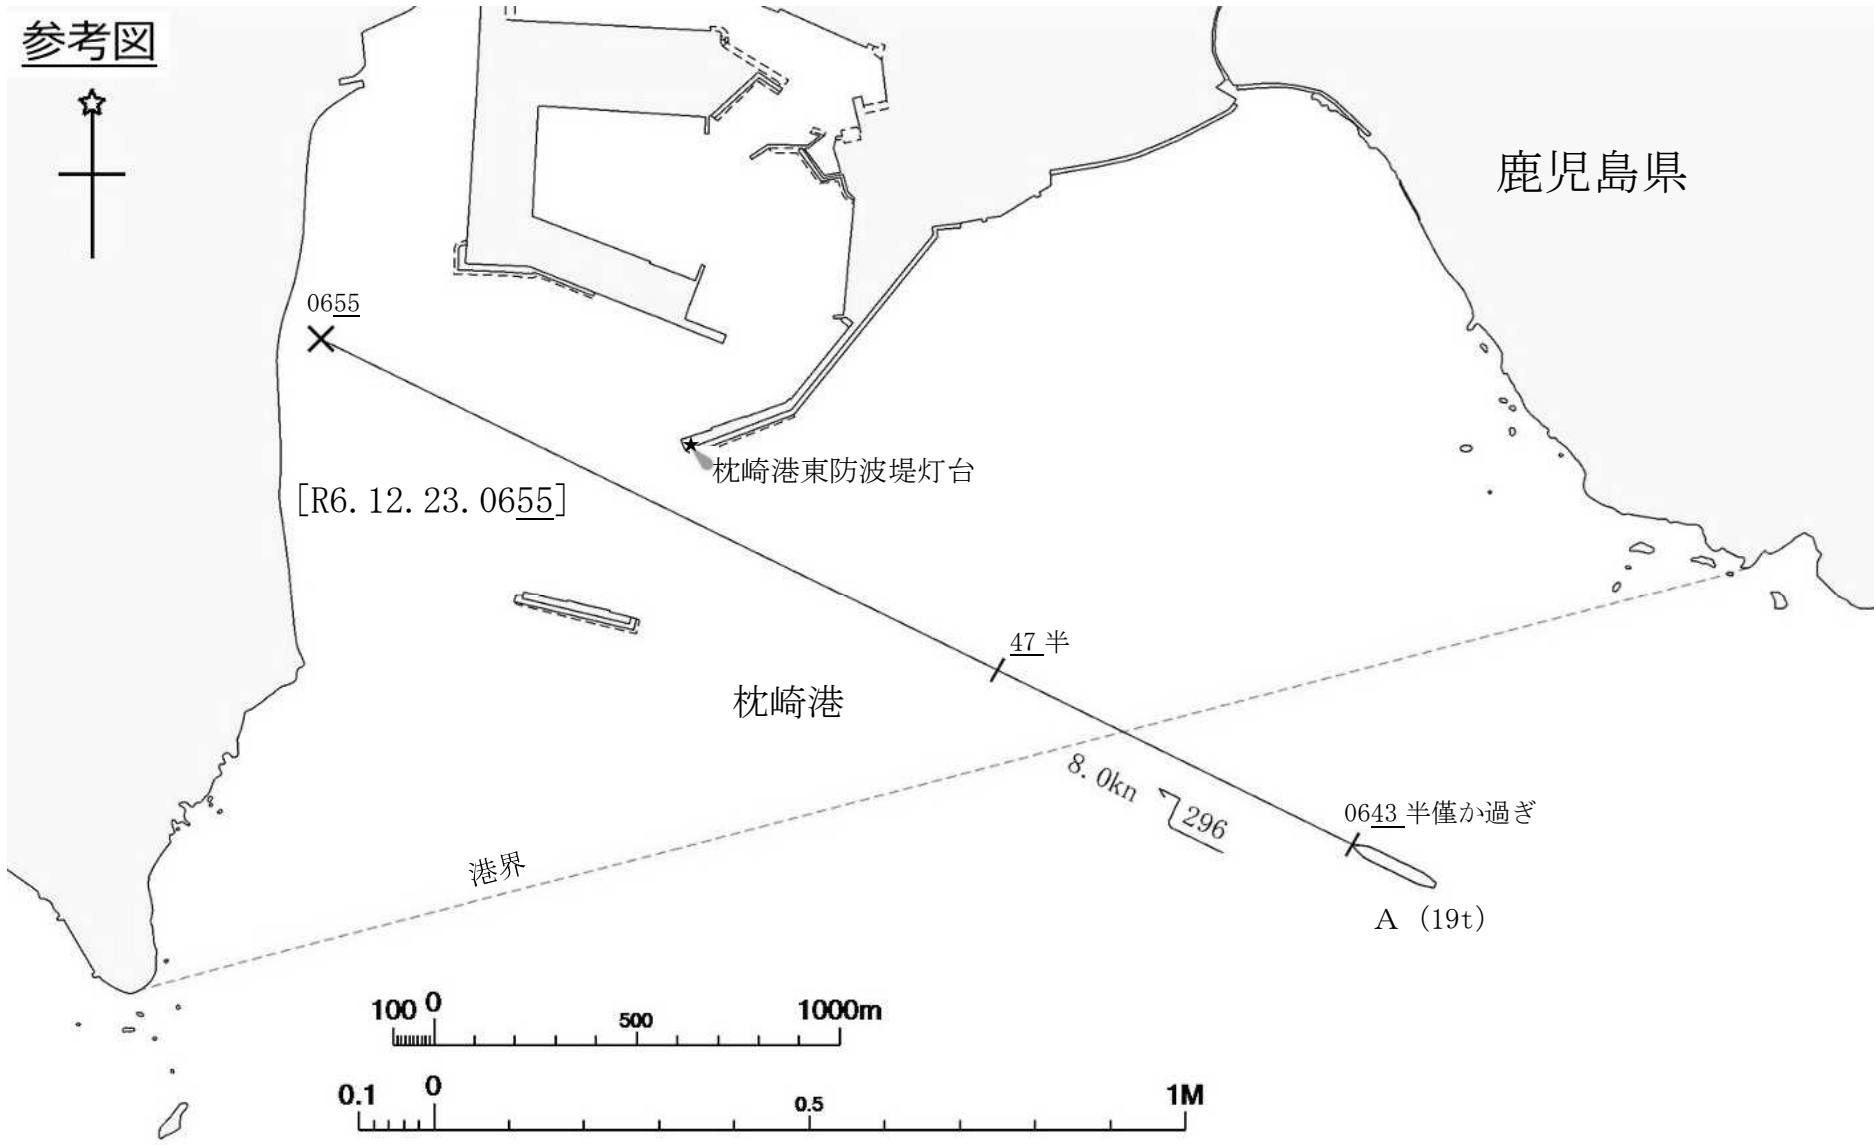 参考図
鹿児島県
0655
枕崎港東防波堤灯台
[R6.12.23.0655]
47半
枕崎港
8.0kn
296
0643半僅か過ぎ
港界
A (19t)
100 0 500 1000m
0.1 0 0.5 1M